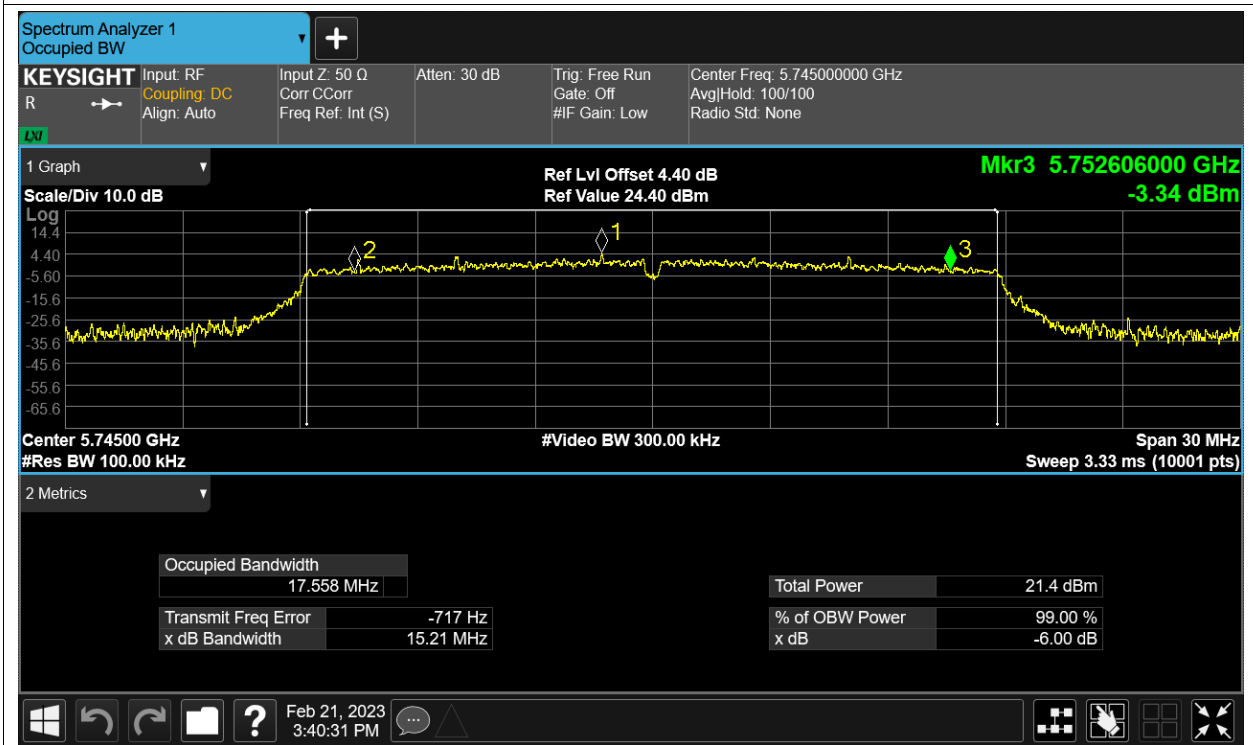 Spectrum Analyzer 1
Occupied BW
KEYSIGHT
R
LXI
Input: RF
Coupling: DC
Align: Auto
Input Z: 50 Ω
Corr CCorr
Freq Ref: Int (S)
Atten: 30 dB
Trig: Free Run
Gate: Off
#IF Gain: Low
Center Freq: 5.745000000 GHz
Avg|Hold: 100/100
Radio Std: None
1 Graph
Scale/Div 10.0 dB
Ref Lvl Offset 4.40 dB
Ref Value 24.40 dBm
Mkr3 5.752606000 GHz
-3.34 dBm
Log
14.4
4.40
-5.60
-15.6
-25.6
-35.6
-45.6
-55.6
-65.6
2
1
3
Center 5.74500 GHz
#Res BW 100.00 kHz
#Video BW 300.00 kHz
Span 30 MHz
Sweep 3.33 ms (10001 pts)
2 Metrics
Occupied Bandwidth
17.558 MHz
Transmit Freq Error -717 Hz
x dB Bandwidth 15.21 MHz
Total Power 21.4 dBm
% of OBW Power 99.00 %
x dB -6.00 dB
?
Feb 21, 2023
3:40:31 PM